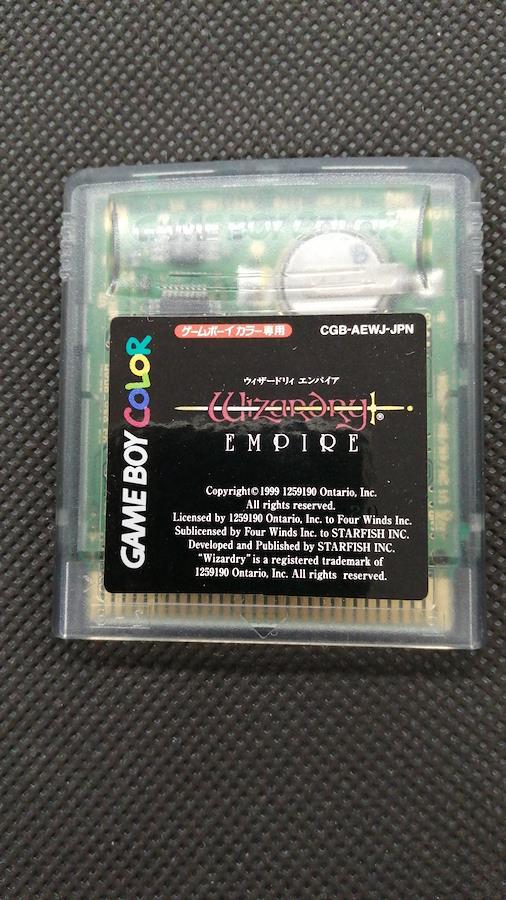 GAME BOY COLOR
ゲームボーイカラー専用
CGB-AEWJ-JPN
GAME BOY COLOR
ウィザードリィ エンパイア
Wizardry®
EMPIRE
Copyright© 1999 1259190 Ontario, Inc.
All rights reserved.
Licensed by 1259190 Ontario, Inc. to Four Winds Inc.
Sublicensed by Four Winds Inc. to STARFISH INC.
Developed and Published by STARFISH INC.
"Wizardry" is a registered trademark of
1259190 Ontario, Inc. All rights reserved.